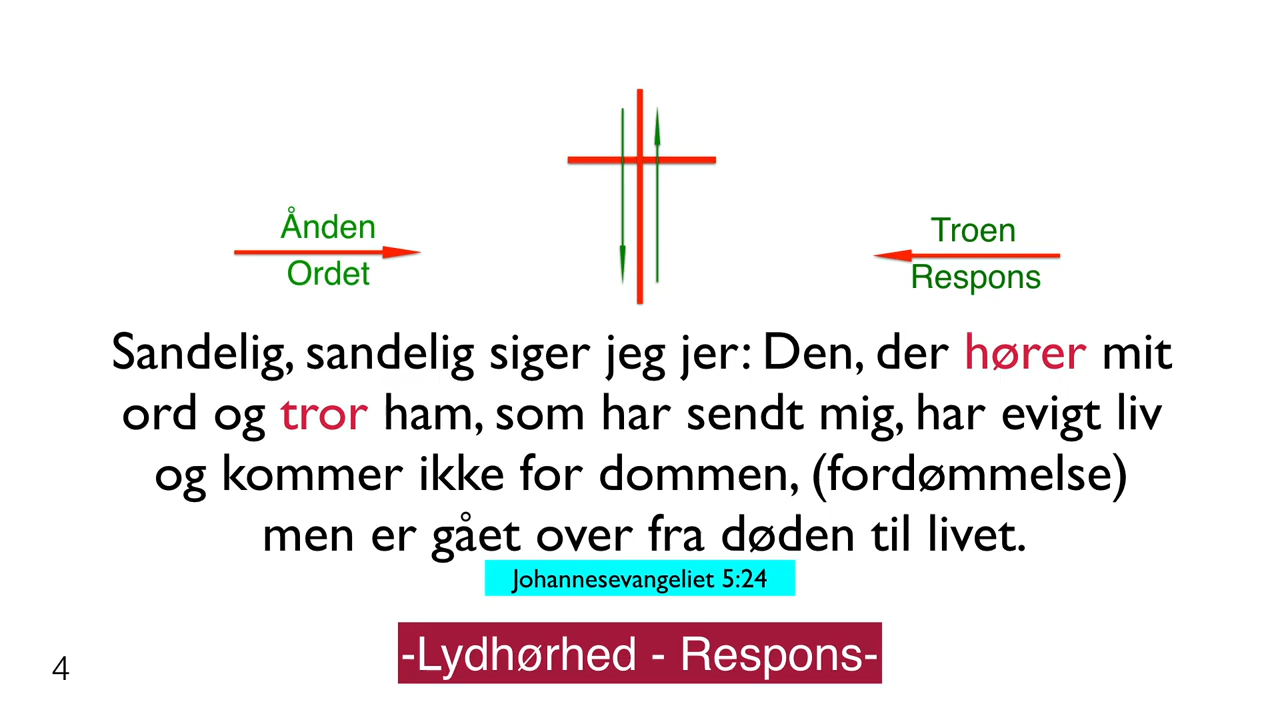 Ånden
Ordet
Troen
Respons
Sandelig, sandelig siger jeg jer: Den, der hører mit
ord og tror ham, som har sendt mig, har evigt liv
og kommer ikke for dommen, (fordømmelse)
men er gået over fra døden til livet.
Johannesevangeliet 5:24
-Lydhørhed - Respons-
4